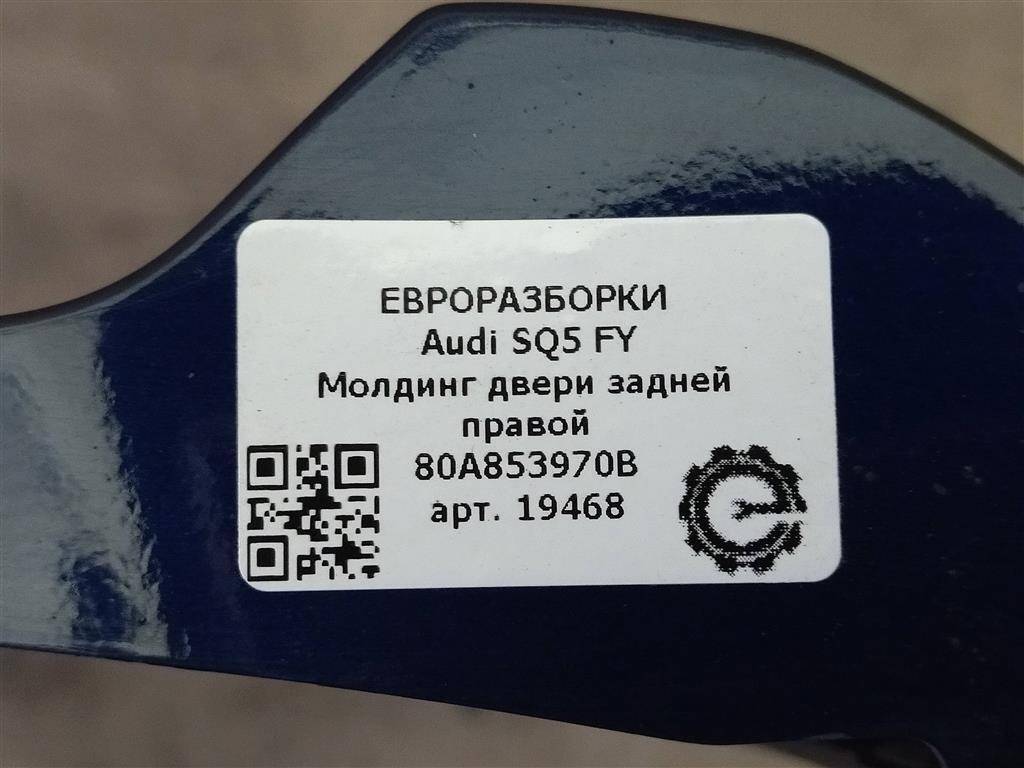 ЕВРОРАЗБОРКИ
Audi SQ5 FY
Молдинг двери задней
правой
80A853970B
арт. 19468